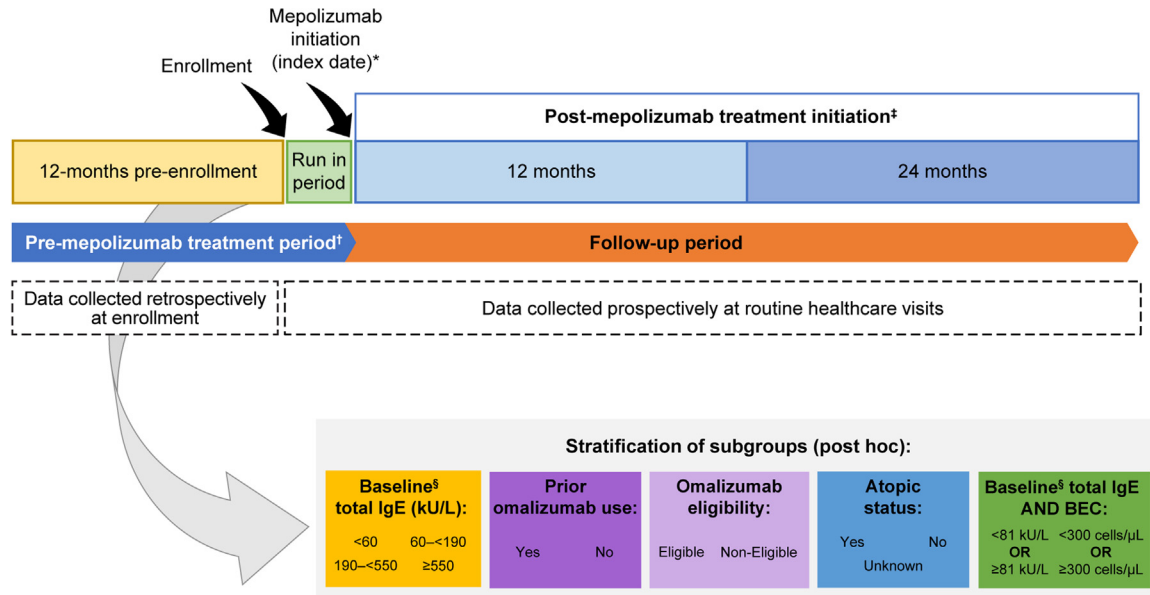 Mepolizumab
initiation
(index date)*
Enrollment
Post-mepolizumab treatment initiation‡
12-months pre-enrollment
Run in
period
12 months
24 months
Pre-mepolizumab treatment period†
Follow-up period
Data collected retrospectively
at enrollment
Data collected prospectively at routine healthcare visits
Stratification of subgroups (post hoc):
Baseline§
total IgE (kU/L):
<60 60–<190
190–<550 ≥550
Prior
omalizumab use:
Yes No
Omalizumab
eligibility:
Eligible Non-Eligible
Atopic
status:
Yes No
Unknown
Baseline§ total IgE
AND BEC:
<81 kU/L <300 cells/µL
OR OR
≥81 kU/L ≥300 cells/µL